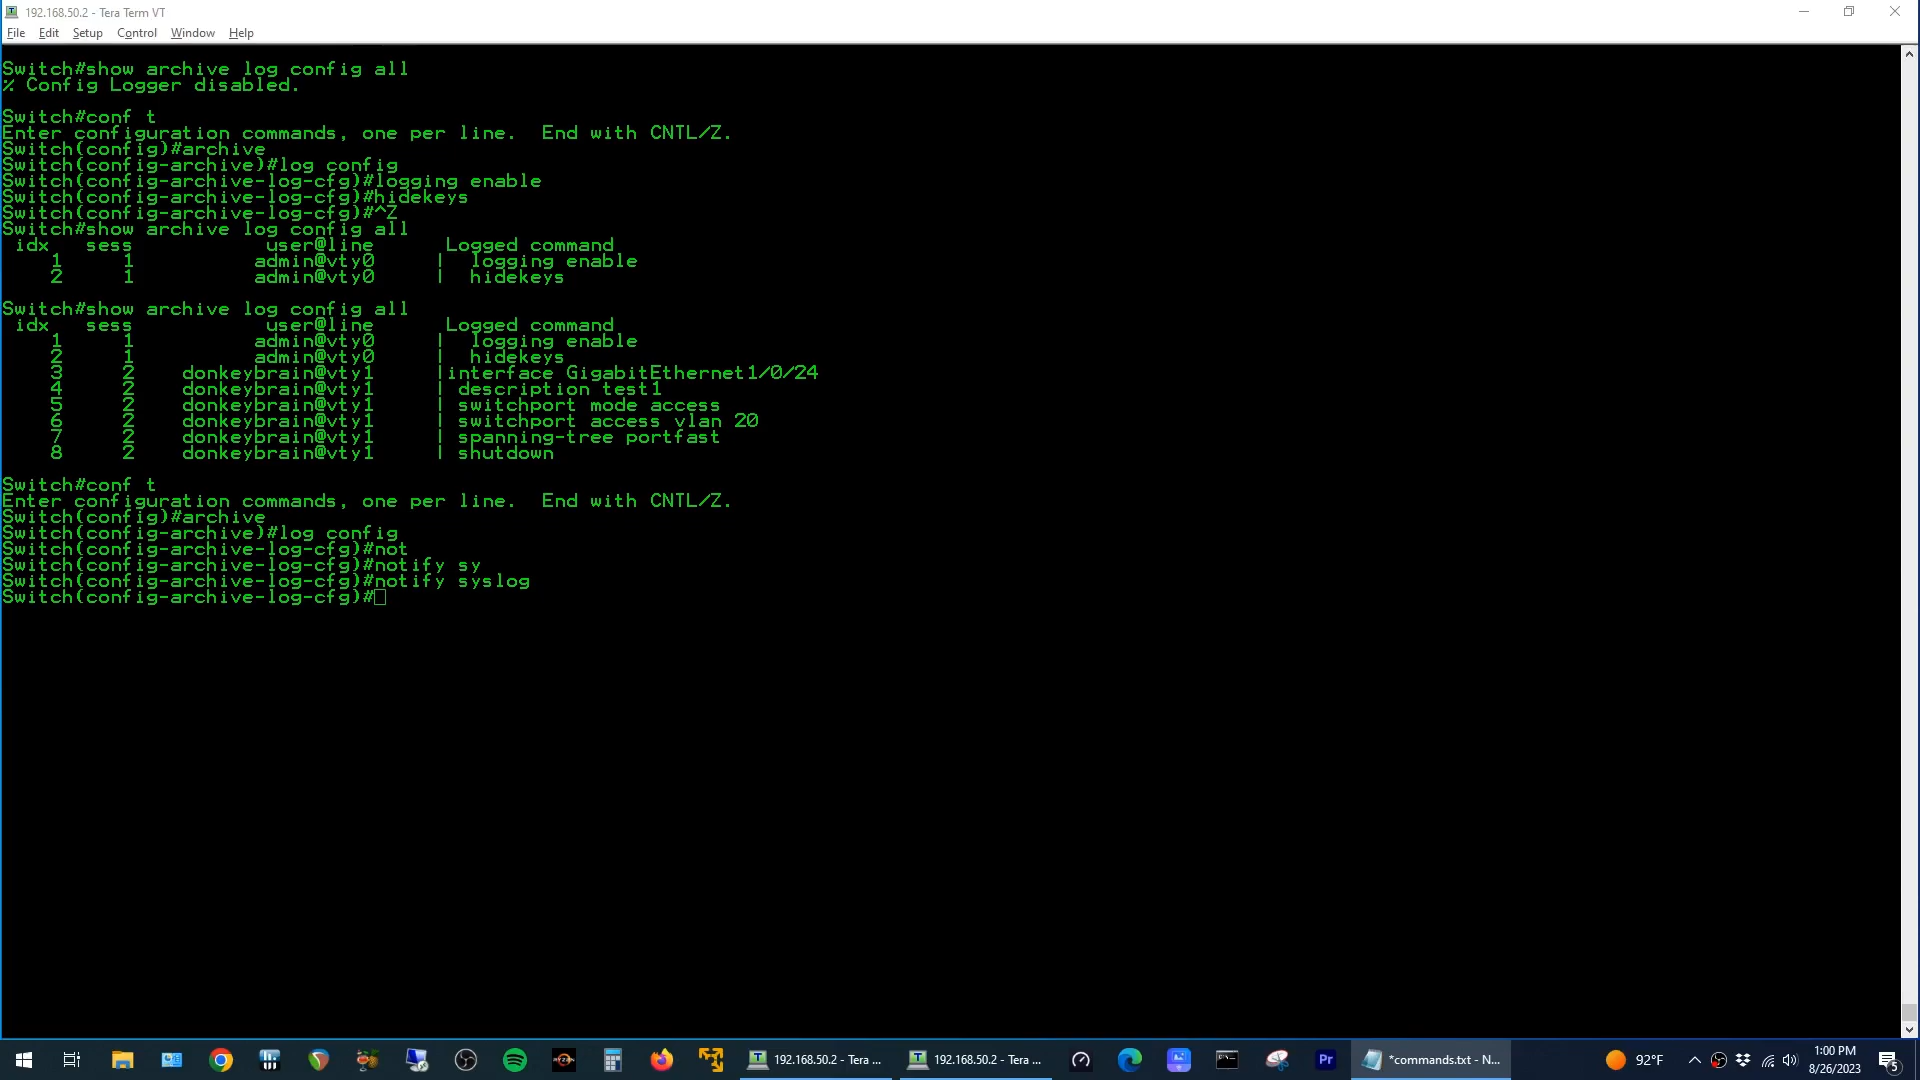 192.168.50.2 - Tera Term VT
File Edit Setup Control Window Help
Switch#show archive log config all
% Config Logger disabled.
Switch#conf t
Enter configuration commands, one per line.  End with CNTL/Z.
Switch(config)#archive
Switch(config-archive)#log config
Switch(config-archive-log-cfg)#logging enable
Switch(config-archive-log-cfg)#hidekeys
Switch(config-archive-log-cfg)#^Z
Switch#show archive log config all
idx   sess           user@line      Logged command
1     1          admin@vty0     |  logging enable
2     1          admin@vty0     |  hidekeys
Switch#show archive log config all
idx   sess           user@line      Logged command
1     1          admin@vty0     |  logging enable
2     1          admin@vty0     |  hidekeys
3     2    donkeybrain@vty1     |interface GigabitEthernet1/0/24
4     2    donkeybrain@vty1     | description test1
5     2    donkeybrain@vty1     | switchport mode access
6     2    donkeybrain@vty1     | switchport access vlan 20
7     2    donkeybrain@vty1     | spanning-tree portfast
8     2    donkeybrain@vty1     | shutdown
Switch#conf t
Enter configuration commands, one per line.  End with CNTL/Z.
Switch(config)#archive
Switch(config-archive)#log config
Switch(config-archive-log-cfg)#not
Switch(config-archive-log-cfg)#notify sy
Switch(config-archive-log-cfg)#notify syslog
Switch(config-archive-log-cfg)#
192.168.50.2 - Tera ... 192.168.50.2 - Tera ... Pr *commands.txt - N... 92°F 1:00 PM
8/26/2023 5